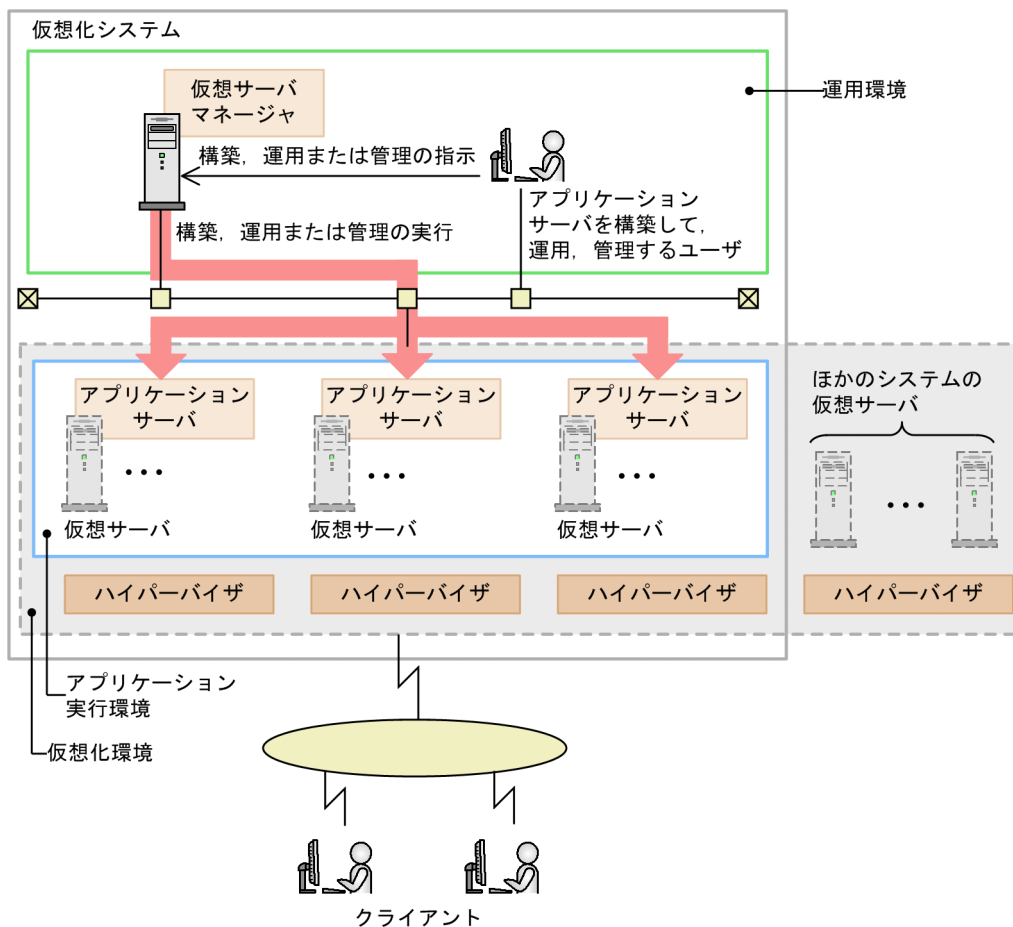 仮想化システム
仮想サーバ
マネージャ
運用環境
構築，運用または管理の指示
アプリケーション
サーバを構築して，
運用，管理するユーザ
構築，運用または管理の実行
アプリケーション
サーバ
アプリケーション
サーバ
アプリケーション
サーバ
ほかのシステムの
仮想サーバ
・・・
・・・
・・・
・・・
仮想サーバ
仮想サーバ
仮想サーバ
ハイパーバイザ
ハイパーバイザ
ハイパーバイザ
ハイパーバイザ
アプリケーション
実行環境
仮想化環境
クライアント